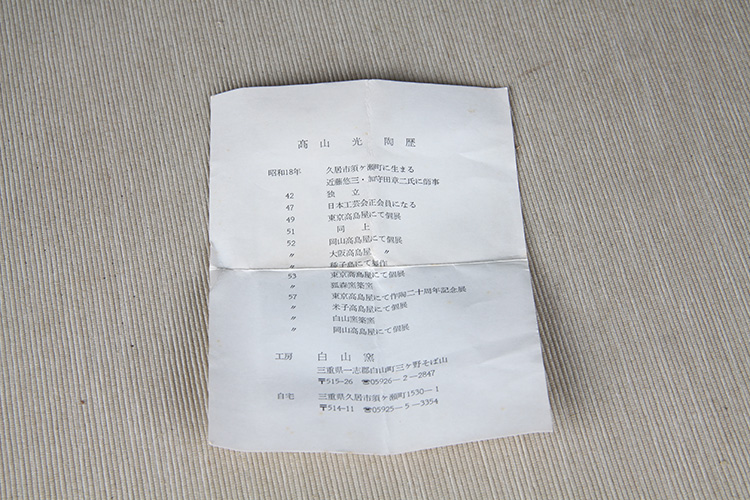 髙山 光 陶歴
昭和18年 久居市須ヶ瀬町に生まる
近藤悠三・加守田章二氏に師事
42 独 立
47 日本工芸会正会員になる
49 東京高島屋にて個展
51 同 上
52 岡山高島屋にて個展
〃 大阪高島屋 〃
〃 種子島にて製作
53 東京高島屋にて個展
〃 狐森窯築窯
57 東京高島屋にて作陶二十周年記念展
〃 米子高島屋にて個展
〃 白山窯築窯
〃 岡山高島屋にて個展
工房 白 山 窯
三重県一志郡白山町三ヶ野そば山
〒515-26 ☎05926-2-2847
自宅 三重県久居市須ヶ瀬町1530-1
〒514-11 ☎05925-5-3354